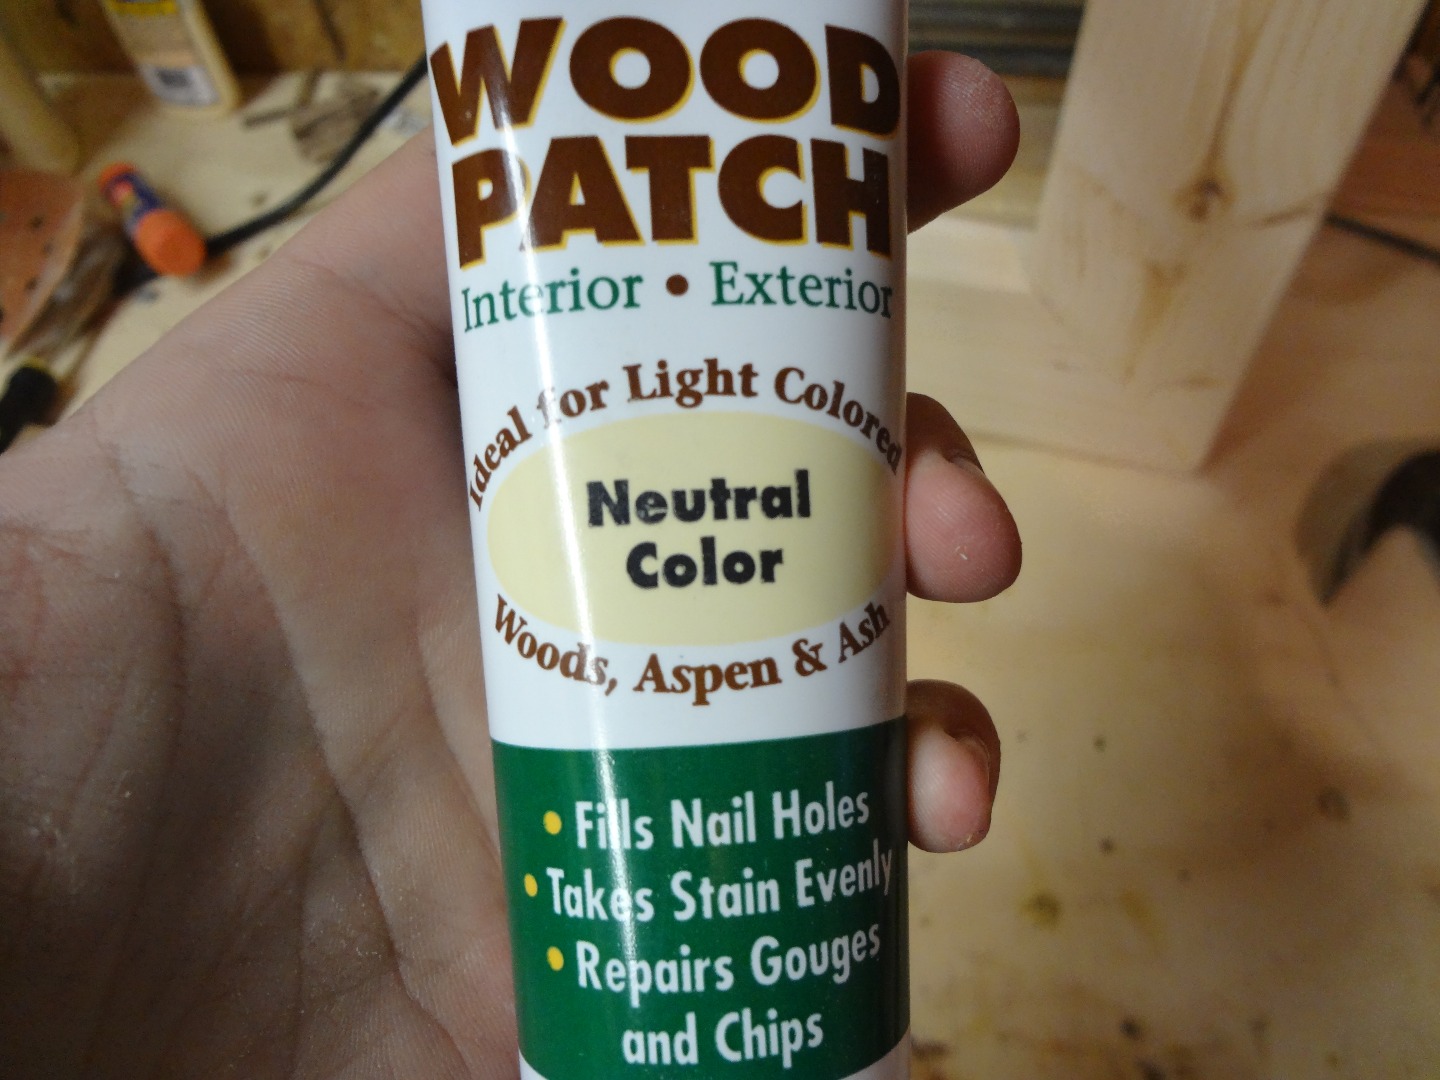 WOOD
PATCH
Interior • Exterior
Ideal for Light Colored
Neutral
Color
Woods, Aspen & Ash
• Fills Nail Holes
• Takes Stain Evenly
• Repairs Gouges
and Chips